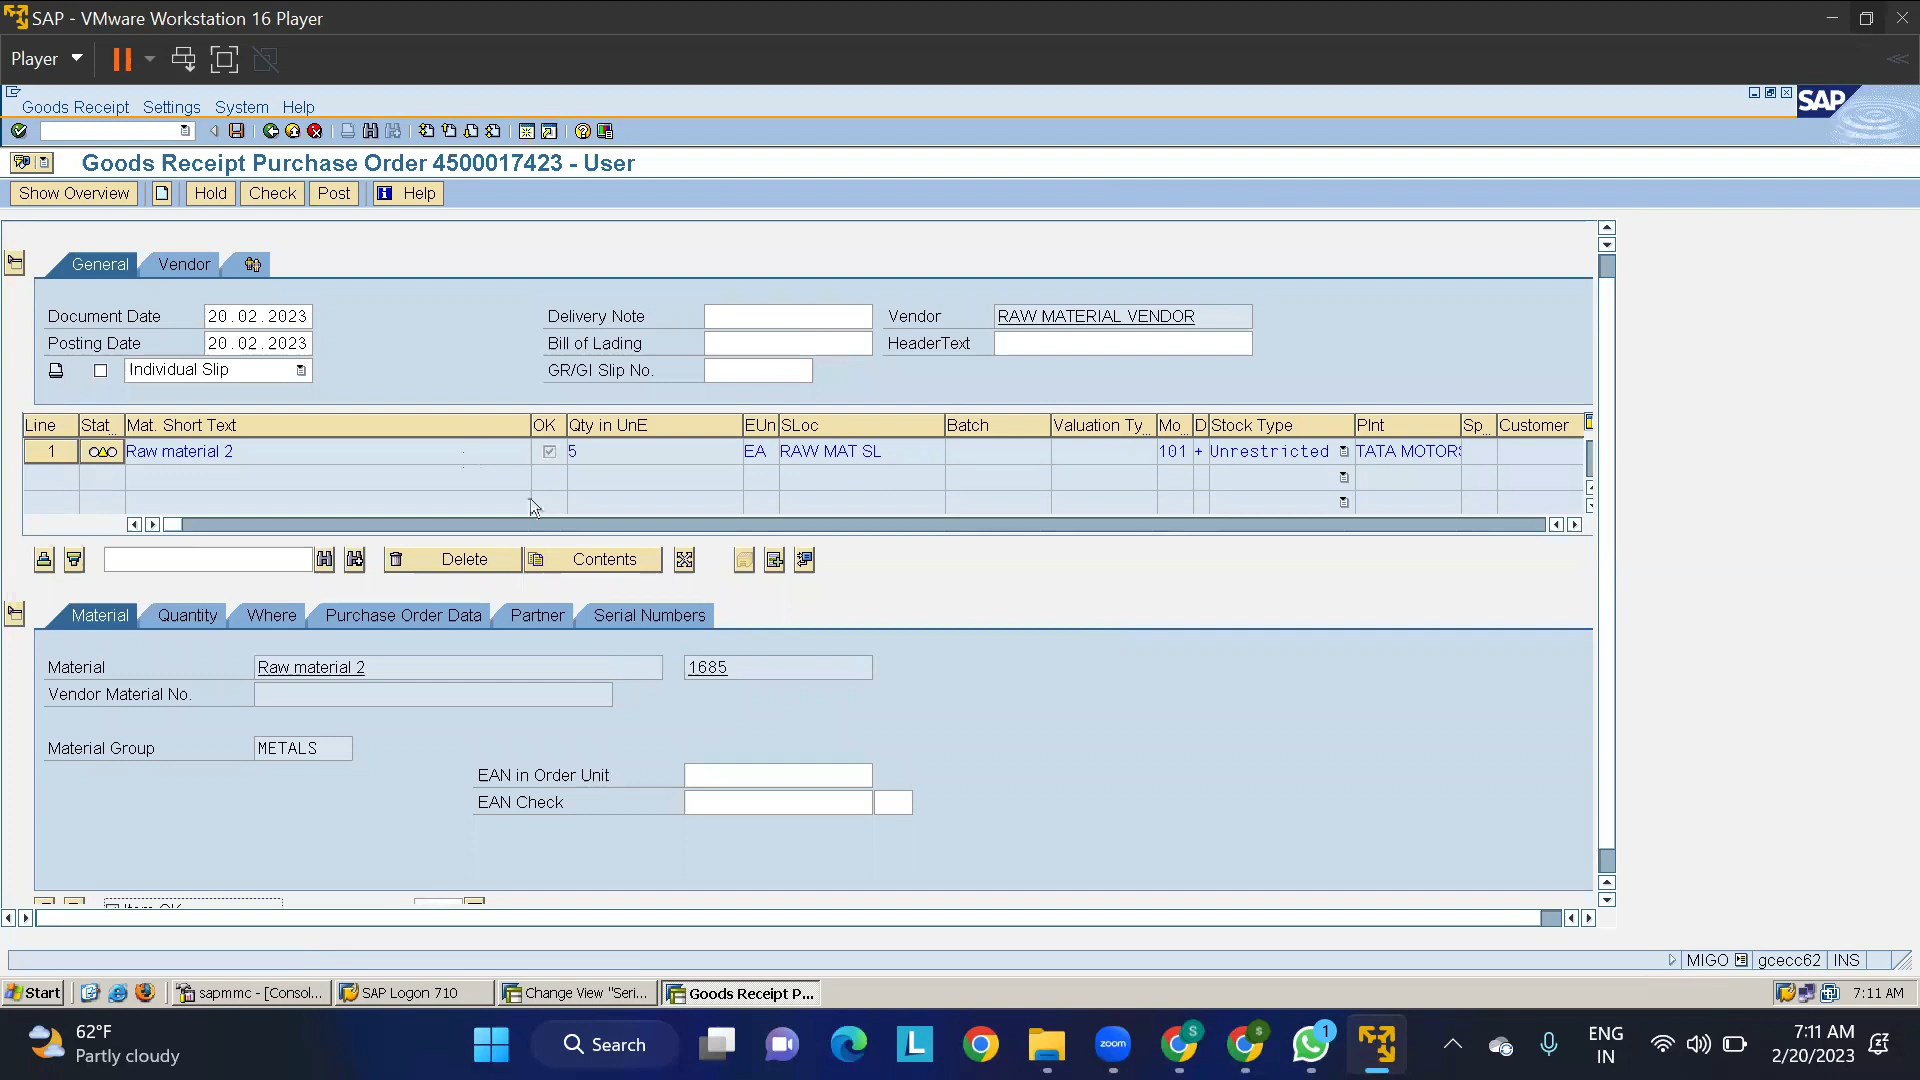 SAP - VMware Workstation 16 Player
Player
Goods Receipt Settings System Help
SAP
Goods Receipt Purchase Order 4500017423 - User
Show Overview Hold Check Post Help
General Vendor
Document Date 20.02.2023 Delivery Note Vendor RAW MATERIAL VENDOR
Posting Date 20.02.2023 Bill of Lading HeaderText
Individual Slip GR/GI Slip No.
Line Stat... Mat. Short Text OK Qty in UnE EUn SLoc Batch Valuation Ty... Mo... D Stock Type Plnt Sp... Customer
1 Raw material 2 5 EA RAW MAT SL 101 + Unrestricted TATA MOTORS
Delete Contents
Material Quantity Where Purchase Order Data Partner Serial Numbers
Material Raw material 2 1685
Vendor Material No.
Material Group METALS
EAN in Order Unit
EAN Check
Item OK
MIGO gcecc62 INS
Start sapmmc - [Consol... SAP Logon 710 Change View "Seri... Goods Receipt P... 7:11 AM
62°F
Partly cloudy
Search
L
zoom
S
S
1
ENG
IN
7:11 AM
2/20/2023